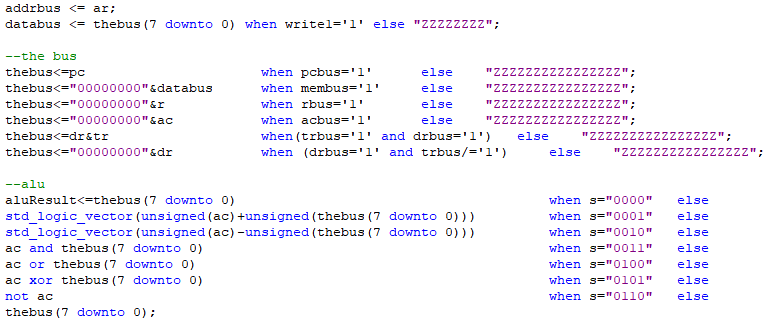 addrbus <= ar;
databus <= thebus(7 downto 0) when write1='1' else "ZZZZZZZZ";
--the bus
thebus<=pc when pcbus='1' else "ZZZZZZZZZZZZZZZZ";
thebus<="00000000"&databus when membus='1' else "ZZZZZZZZZZZZZZZZ";
thebus<="00000000"&r when rbus='1' else "ZZZZZZZZZZZZZZZZ";
thebus<="00000000"&ac when acbus='1' else "ZZZZZZZZZZZZZZZZ";
thebus<=dr&tr when(trbus='1' and drbus='1') else "ZZZZZZZZZZZZZZZZ";
thebus<="00000000"&dr when (drbus='1' and trbus/='1') else "ZZZZZZZZZZZZZZZZ";
--alu
aluResult<=thebus(7 downto 0) when s="0000" else
std_logic_vector(unsigned(ac)+unsigned(thebus(7 downto 0))) when s="0001" else
std_logic_vector(unsigned(ac)-unsigned(thebus(7 downto 0))) when s="0010" else
ac and thebus(7 downto 0) when s="0011" else
ac or thebus(7 downto 0) when s="0100" else
ac xor thebus(7 downto 0) when s="0101" else
not ac when s="0110" else
thebus(7 downto 0);